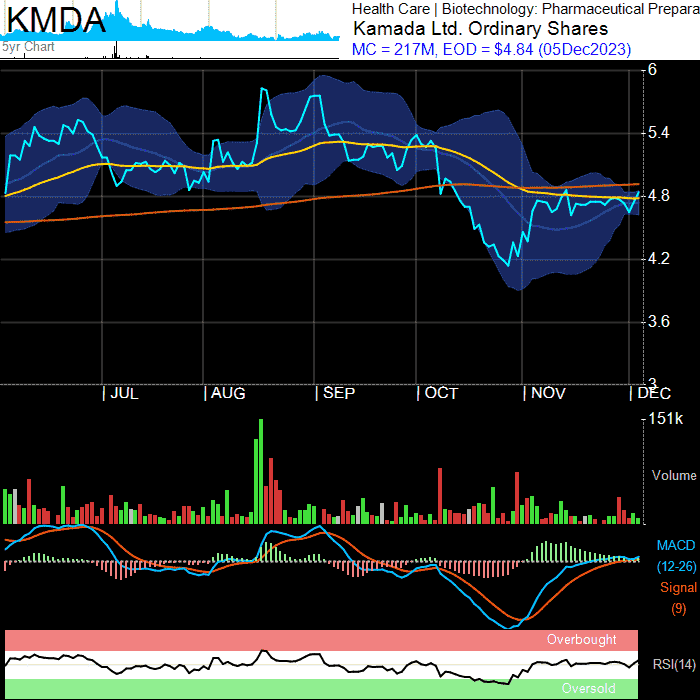 KMDA
5yr Chart
Health Care | Biotechnology: Pharmaceutical Prepara
Kamada Ltd. Ordinary Shares
MC = 217M, EOD = $4.84 (05Dec2023)
6
5.4
4.8
4.2
3.6
3
JUL
AUG
SEP
OCT
NOV
DEC
151k
Volume
MACD
(12-26)
Signal
(9)
Overbought
RSI(14)
Oversold